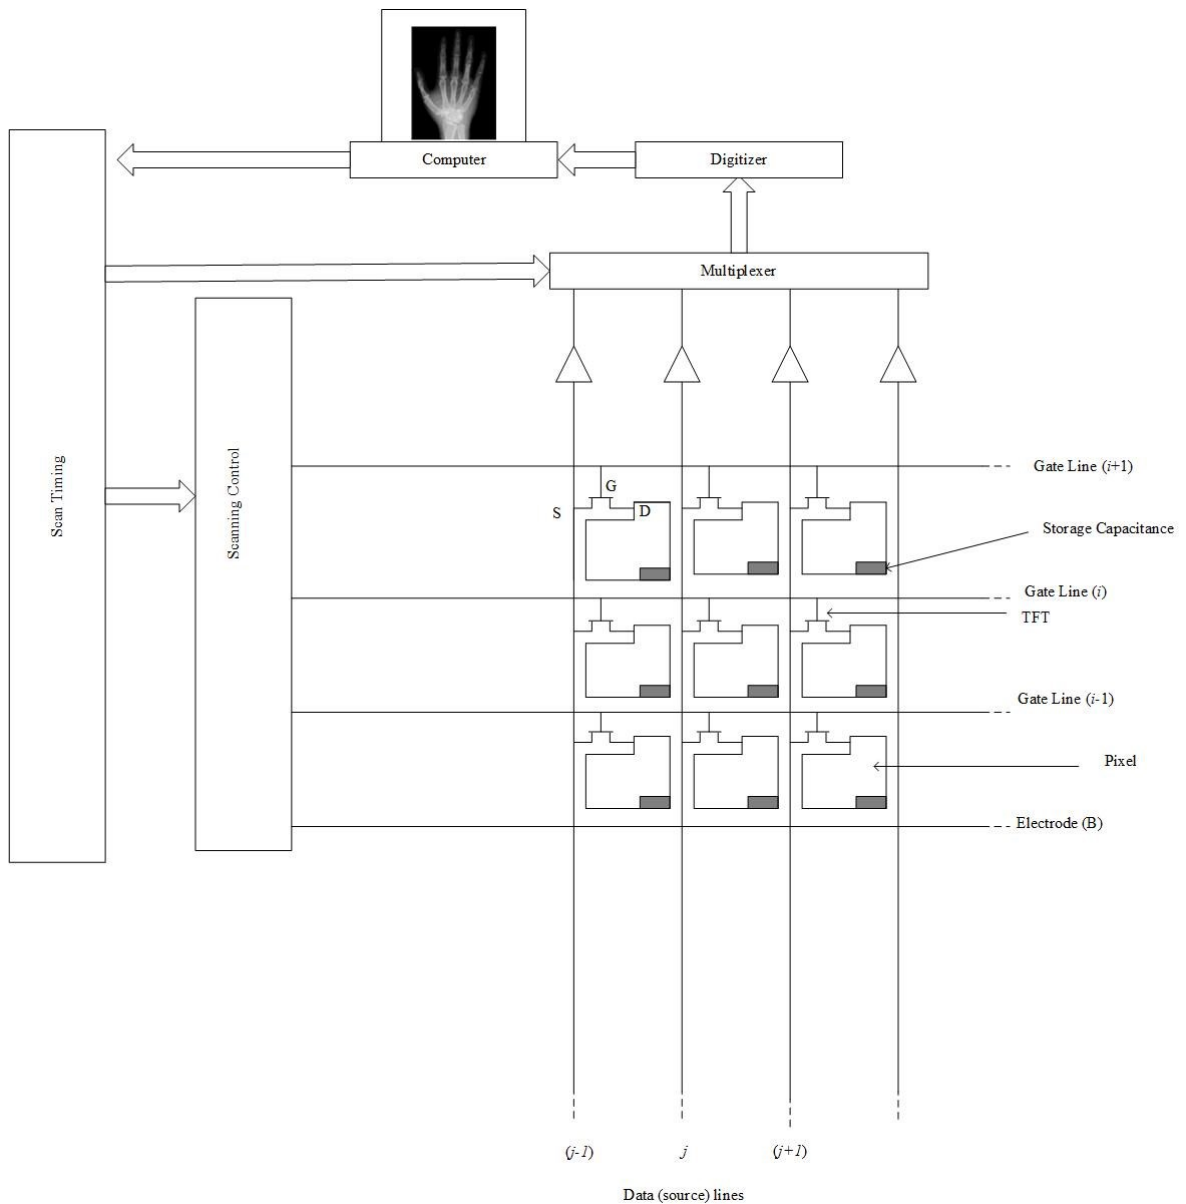 Computer
Digitizer
Multiplexer
Scan Timing
Scanning Control
Gate Line (i+1)
G
S
D
Storage Capacitance
Gate Line (i)
TFT
Gate Line (i-1)
Pixel
Electrode (B)
(j-1)
j
(j+1)
Data (source) lines